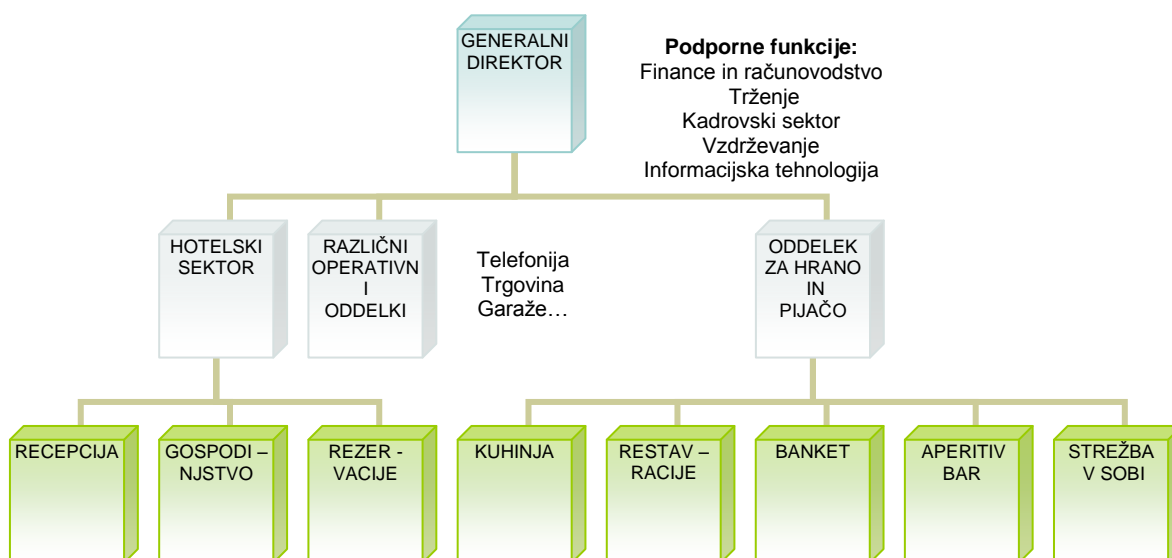 GENERALNI
DIREKTOR
Podporne funkcije:
Finance in računovodstvo
Trženje
Kadrovski sektor
Vzdrževanje
Informacijska tehnologija
HOTELSKI
SEKTOR
RAZLIČNI
OPERATIVN
I
ODDELKI
Telefonija
Trgovina
Garaže…
ODDELEK
ZA HRANO
IN
PIJAČO
RECEPCIJA
GOSPODI –
NJSTVO
REZER -
VACIJE
KUHINJA
RESTAV –
RACIJE
BANKET
APERITIV
BAR
STREŽBA
V SOBI